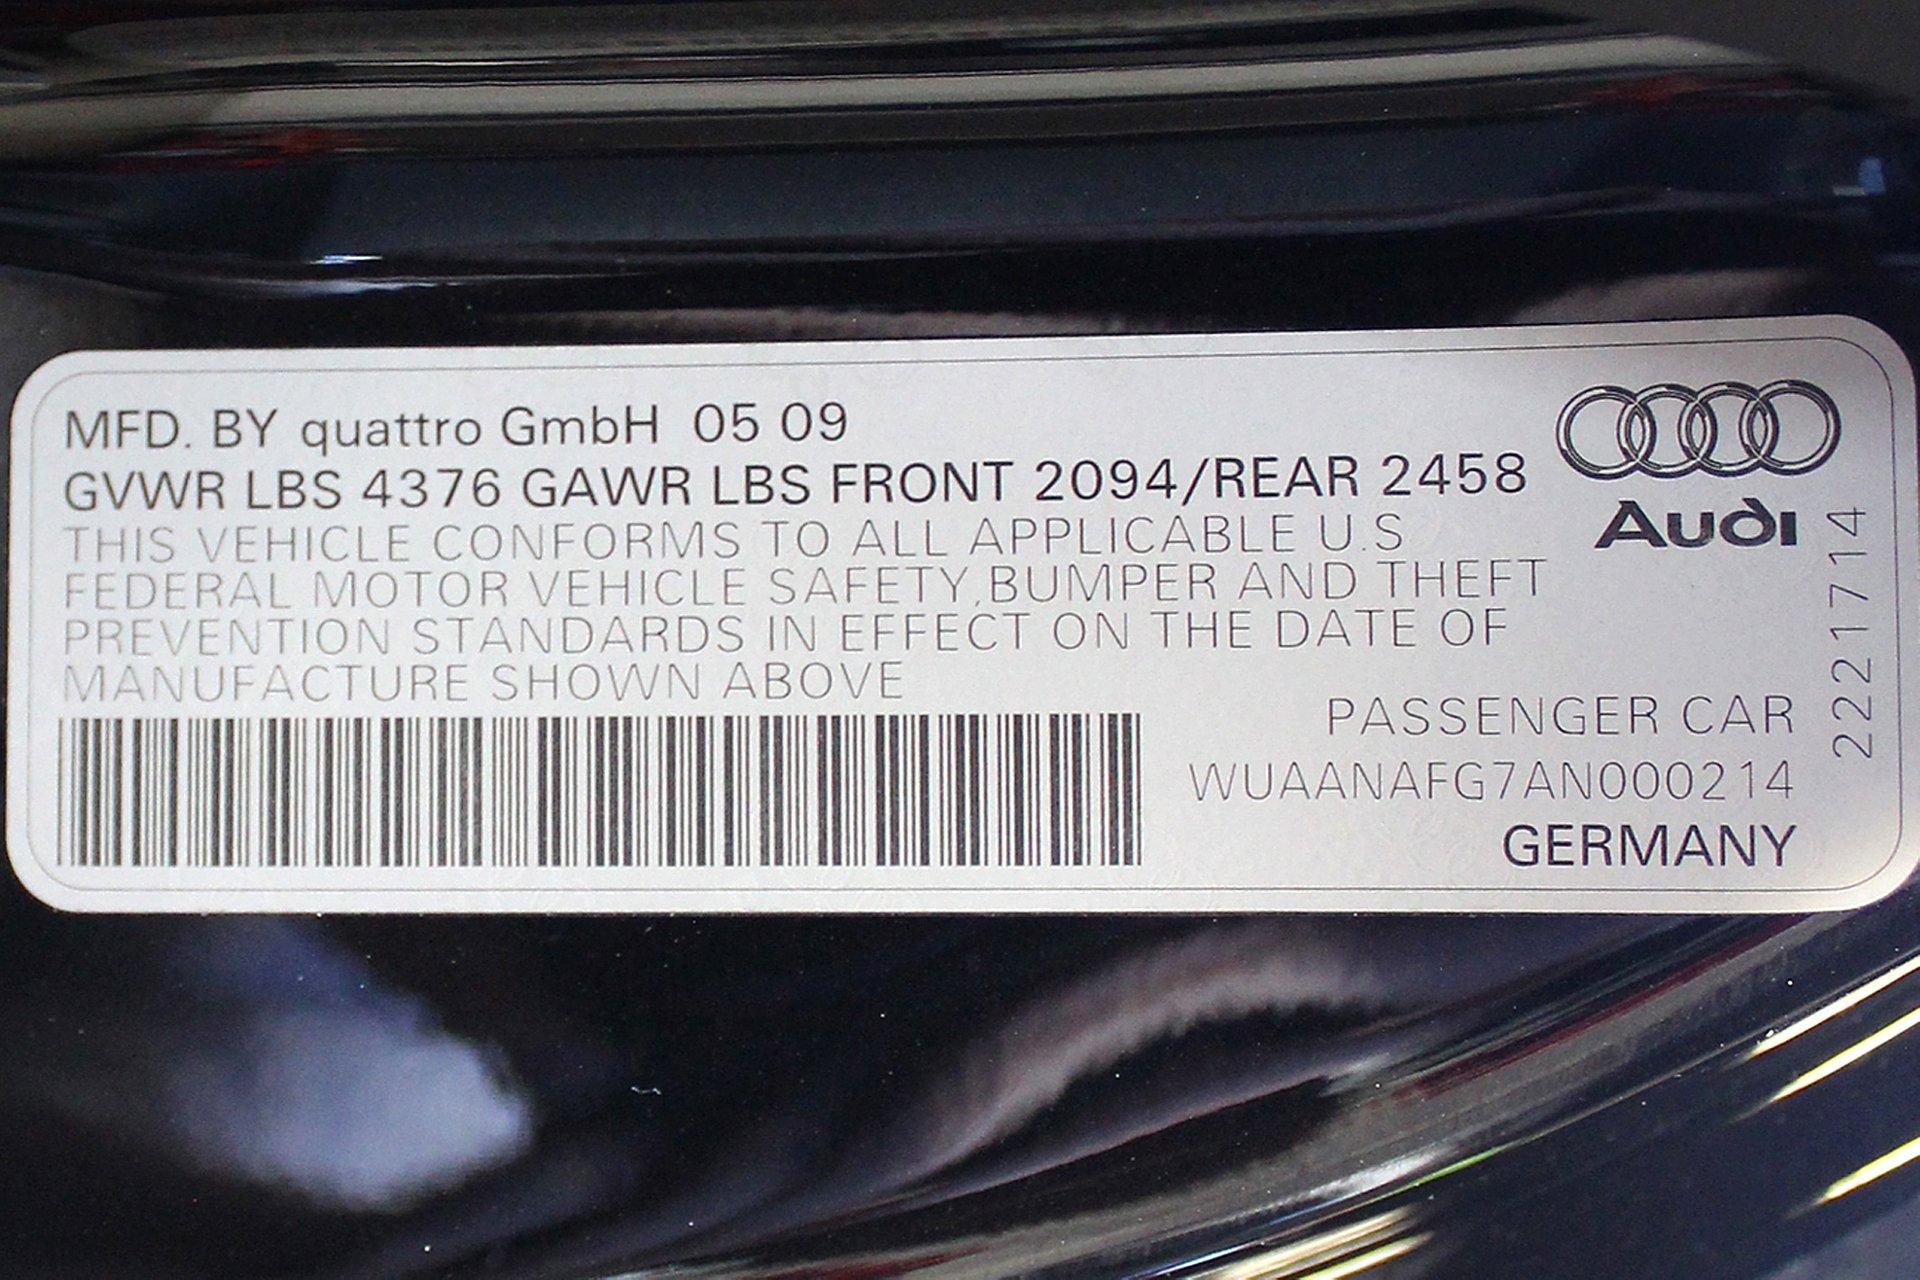 MFD. BY quattro GmbH 05 09
GVWR LBS 4376 GAWR LBS FRONT 2094/REAR 2458
THIS VEHICLE CONFORMS TO ALL APPLICABLE U.S
FEDERAL MOTOR VEHICLE SAFETY,BUMPER AND THEFT
PREVENTION STANDARDS IN EFFECT ON THE DATE OF
MANUFACTURE SHOWN ABOVE
Audi
2221714
PASSENGER CAR
WUAANAFG7AN000214
GERMANY